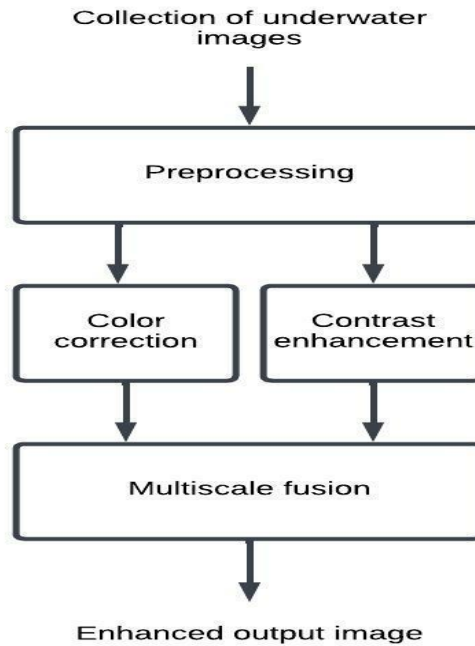 Collection of underwater
images
Preprocessing
Color
correction
Contrast
enhancement
Multiscale fusion
Enhanced output image